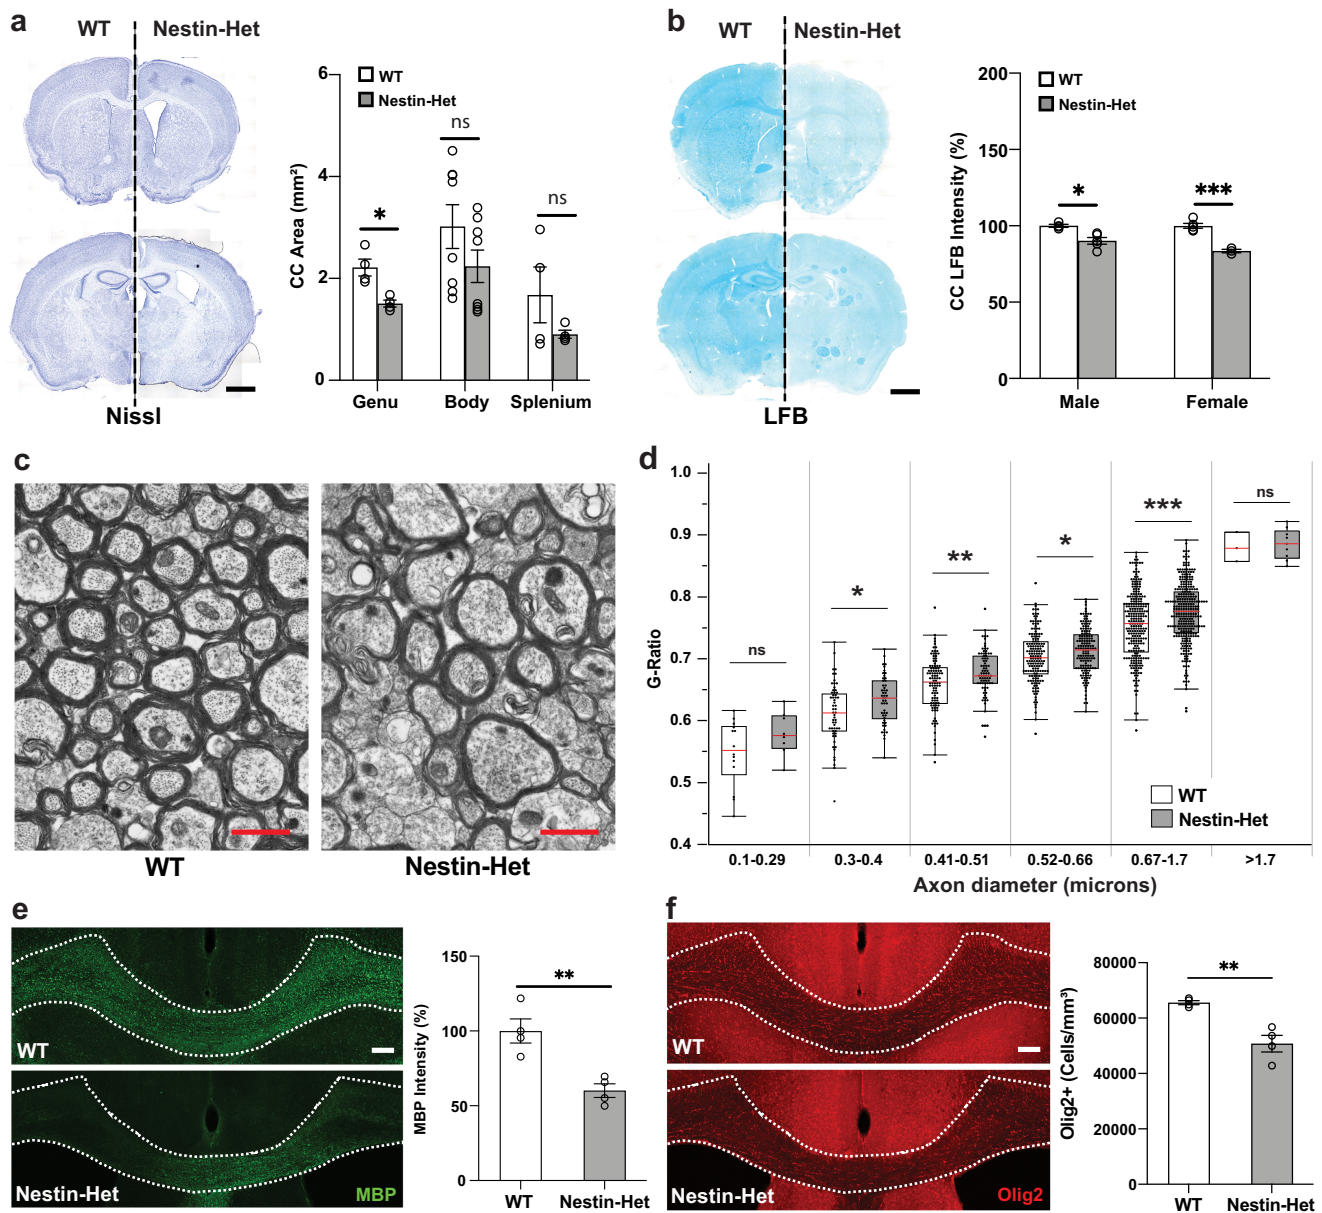 a
WT
Nestin-Het
Nissl
6
4
2
0
CC Area (mm²)
WT
Nestin-Het
*
ns
ns
Genu
Body
Splenium
b
WT
Nestin-Het
LFB
200
150
100
50
0
CC LFB Intensity (%)
WT
Nestin-Het
*
***
Male
Female
c
WT
Nestin-Het
d
1.0
0.9
0.8
0.7
0.6
0.5
0.4
G-Ratio
ns
*
**
*
***
ns
WT
Nestin-Het
0.1-0.29
0.3-0.4
0.41-0.51
0.52-0.66
0.67-1.7
>1.7
Axon diameter (microns)
e
WT
Nestin-Het
MBP
150
100
50
0
MBP Intensity (%)
**
WT
Nestin-Het
f
WT
Nestin-Het
Olig2
80000
60000
40000
20000
0
Olig2+ (Cells/mm³)
**
WT
Nestin-Het